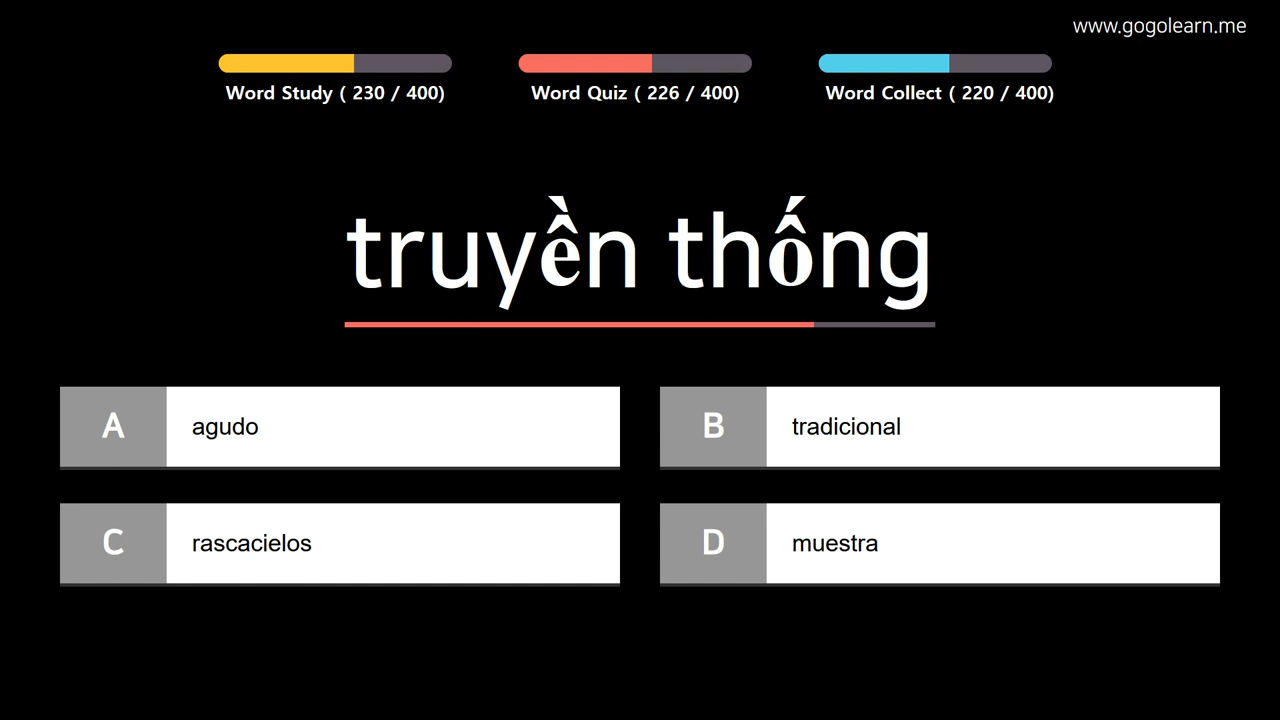 www.gogolearn.me
Word Study ( 230 / 400)
Word Quiz ( 226 / 400)
Word Collect ( 220 / 400)
truyền thống
A agudo
B tradicional
C rascacielos
D muestra